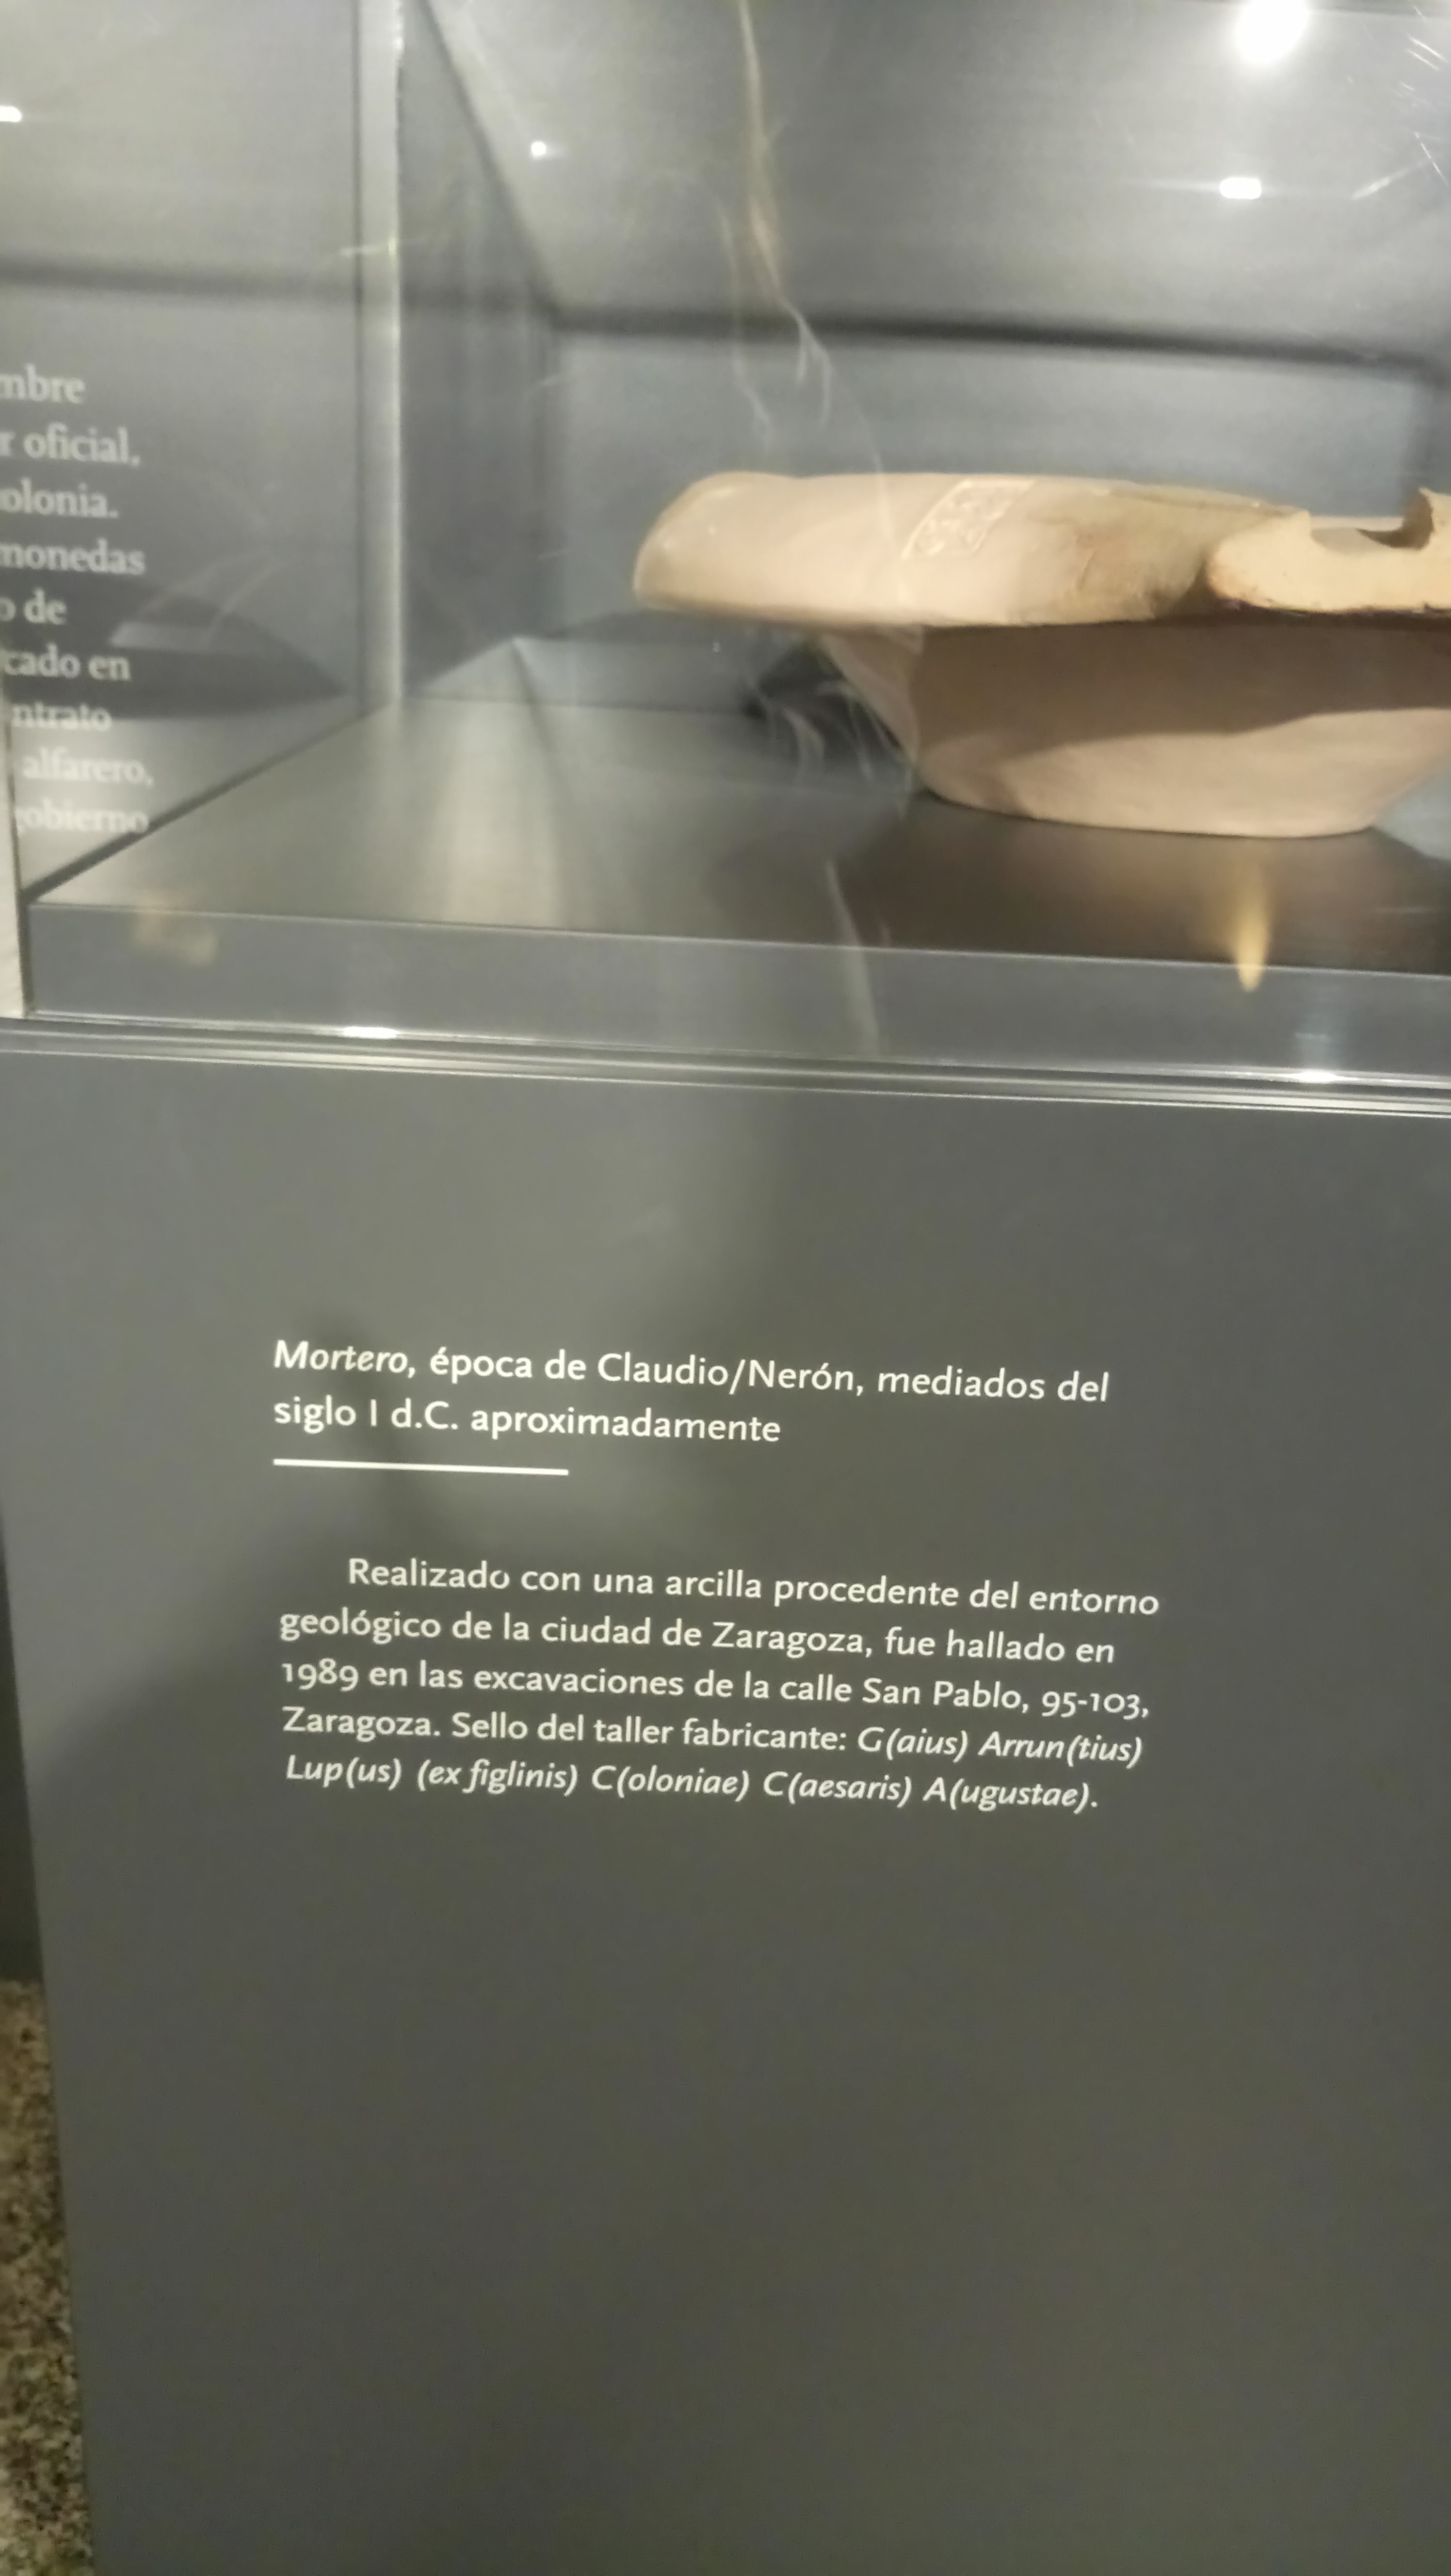 oficial,
monedas
de
en
alfarero,
Mortero, época de Claudio/Nerón, mediados del
siglo I d.C. aproximadamente
Realizado con una arcilla procedente del entorno
geológico de la ciudad de Zaragoza, fue hallado en
1989 en las excavaciones de la calle San Pablo, 95-103,
Zaragoza. Sello del taller fabricante: G(aius) Arrun(tius)
Lup(us) (ex figlinis) C(oloniae) C(aesaris) A(ugustae).